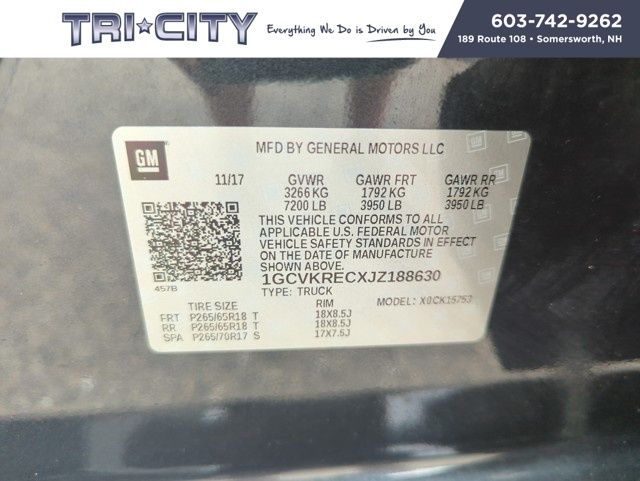 TRI★CITY
Everything We Do is Driven By You!
603-742-9262
189 Route 108 • Somersworth, NH
GM
MFD BY GENERAL MOTORS LLC
11/17 GVWR GAWR FRT GAWR RR
3266 KG 1792 KG 1792 KG
7200 LB 3950 LB 3950 LB
THIS VEHICLE CONFORMS TO ALL
APPLICABLE U.S. FEDERAL MOTOR
VEHICLE SAFETY STANDARDS IN EFFECT
ON THE DATE OF MANUFACTURE
SHOWN ABOVE.
457B
1GCVKRECXJZ188630
TYPE: TRUCK
MODEL: X0CK15753
TIRE SIZE RIM
FRT P265/65R18 T 18X8.5J
RR P265/65R18 T 18X8.5J
SPA P265/70R17 S 17X7.5J